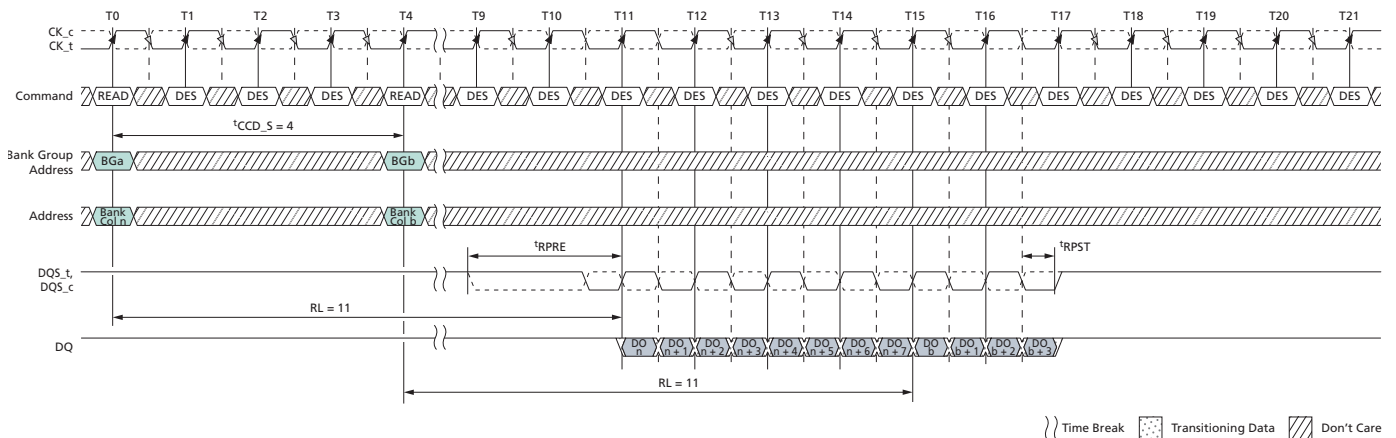 T0 T1 T2 T3 T4 T9 T10 T11 T12 T13 T14 T15 T16 T17 T18 T19 T20 T21
CK_c
CK_t
Command READ DES DES DES READ DES DES DES DES DES DES DES DES DES DES DES DES DES
tCCD_S = 4
Bank Group
Address
BGa BGb
Address
Bank
Col n
Bank
Col b
tRPRE tRPST
DQS_t,
DQS_c
RL = 11
DQ
DO
n
DO
n + 1
DO
n + 2
DO
n + 3
DO
n + 4
DO
n + 5
DO
n + 6
DO
n + 7
DO
b
DO
b + 1
DO
b + 2
DO
b + 3
RL = 11
Time Break Transitioning Data Don't Care